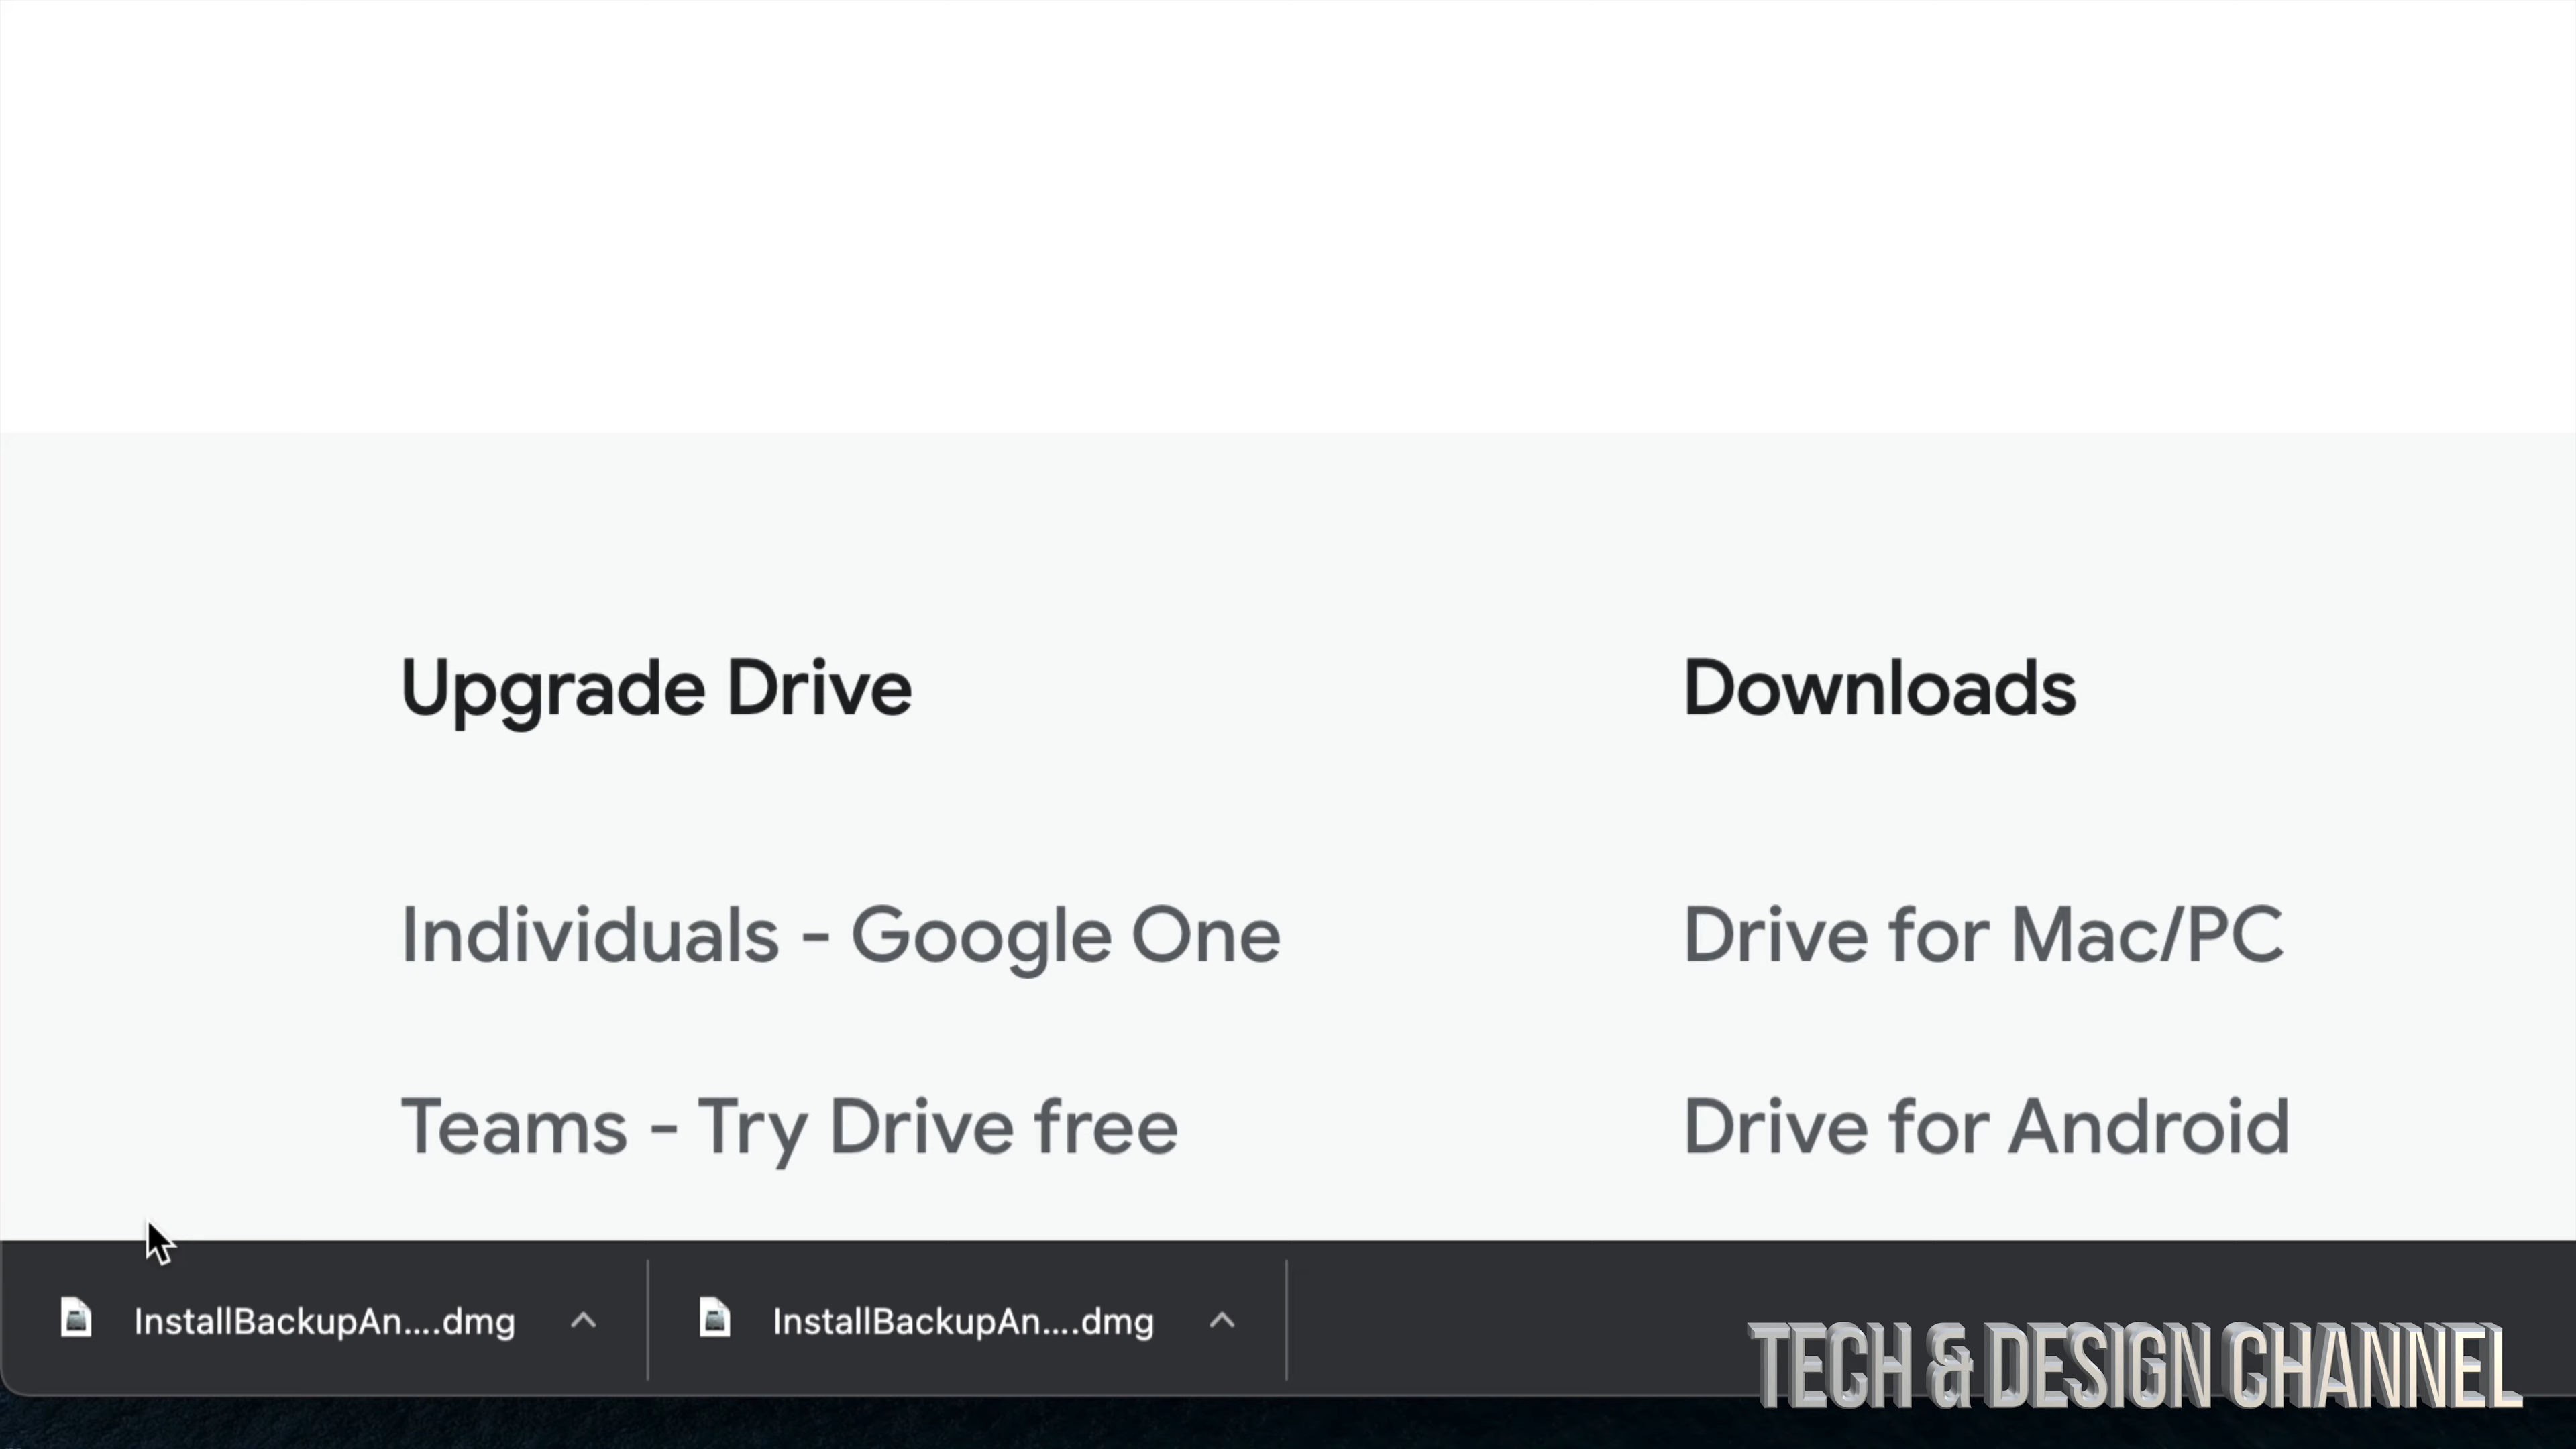 Upgrade Drive
Individuals - Google One
Teams - Try Drive free
Downloads
Drive for Mac/PC
Drive for Android
InstallBackupAn....dmg
InstallBackupAn....dmg
TECH & DESIGN CHANNEL